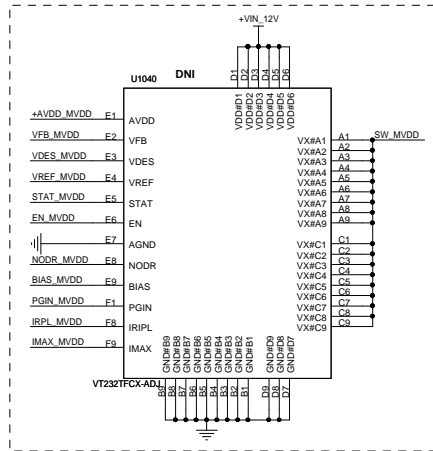 +VIN_12V
U1040 DNI
D1 D2 D3 D4 D5 D6
VDD#D1 VDD#D2 VDD#D3 VDD#D4 VDD#D5 VDD#D6
+AVDD_MVDD E1 AVDD VX#A1 A1 SW_MVDD
VX#A2 A2
VFB_MVDD E2 VFB VX#A3 A3
VX#A4 A4
VDES_MVDD E3 VDES VX#A5 A5
VREF_MVDD E4 VREF VX#A6 A6
VX#A7 A7
STAT_MVDD E5 STAT VX#A8 A8
EN_MVDD E6 EN VX#A9 A9
E7 AGND VX#C1 C1
VX#C2 C2
NODR_MVDD E8 NODR VX#C3 C3
VX#C4 C4
BIAS_MVDD E9 BIAS VX#C5 C5
VX#C6 C6
PGIN_MVDD F1 PGIN VX#C7 C7
VX#C8 C8
IRPL_MVDD F8 IRIPL VX#C9 C9
IMAX_MVDD F9 IMAX
GND#B9 GND#B8 GND#B7 GND#B6 GND#B5 GND#B4 GND#B3 GND#B2 GND#B1 GND#D9 GND#D8 GND#D7
VT232TFCX-ADJ
B9 B8 B7 B6 B5 B4 B3 B2 B1 D9 D8 D7